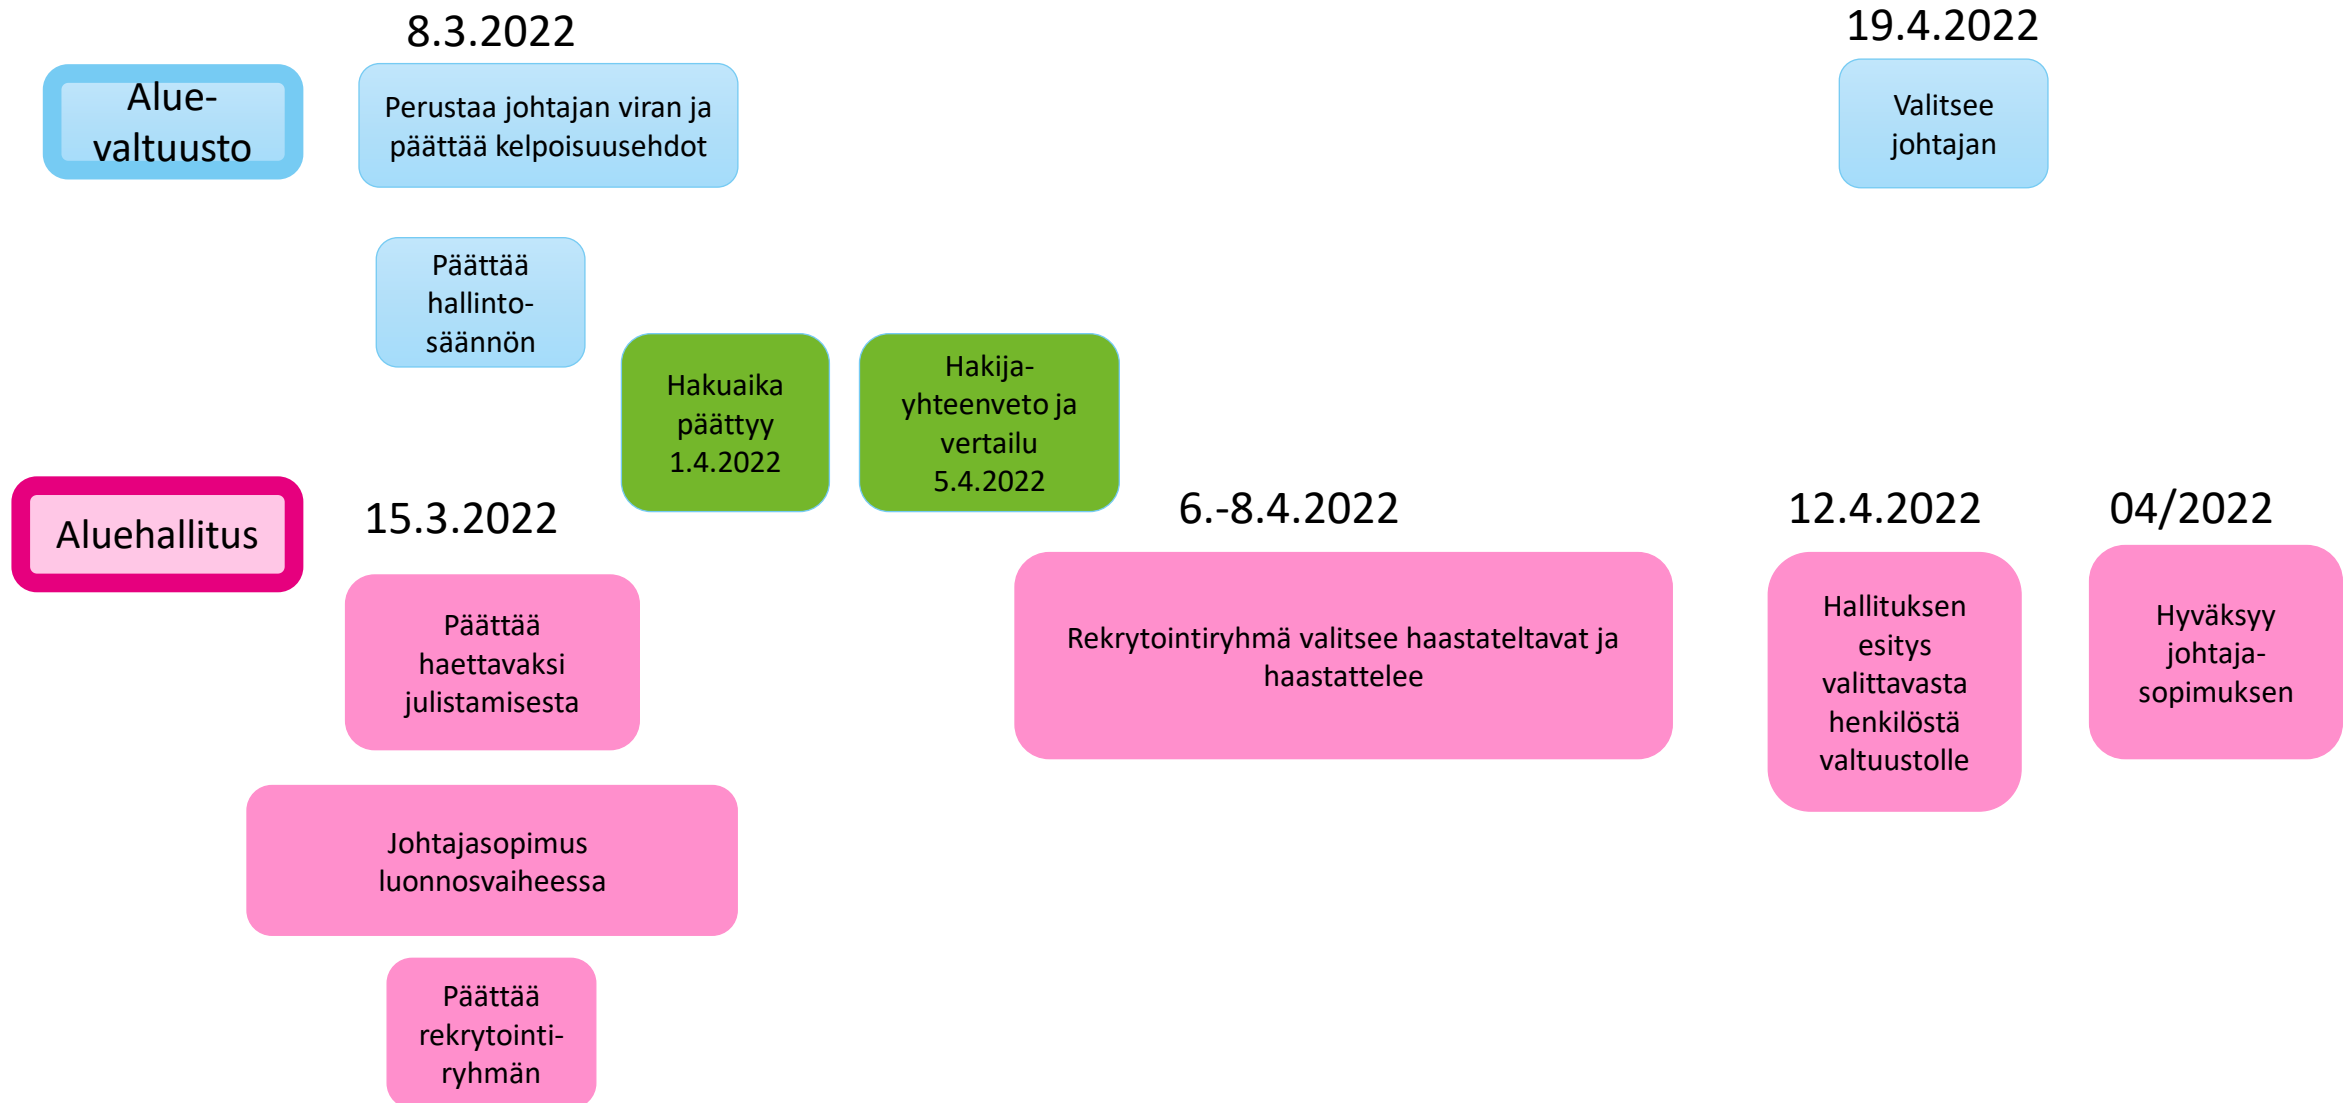 8.3.2022
19.4.2022
Alue-
valtuusto
Perustaa johtajan viran ja
päättää kelpoisuusehdot
Valitsee
johtajan
Päättää
hallinto-
säännön
Hakuaika
päättyy
1.4.2022
Hakija-
yhteenveto ja
vertailu
5.4.2022
Aluehallitus
15.3.2022
6.-8.4.2022
12.4.2022
04/2022
Päättää
haettavaksi
julistamisesta
Rekrytointiryhmä valitsee haastateltavat ja
haastattelee
Hallituksen
esitys
valittavasta
henkilöstä
valtuustolle
Hyväksyy
johtaja-
sopimuksen
Johtajasopimus
luonnosvaiheessa
Päättää
rekrytointi-
ryhmän